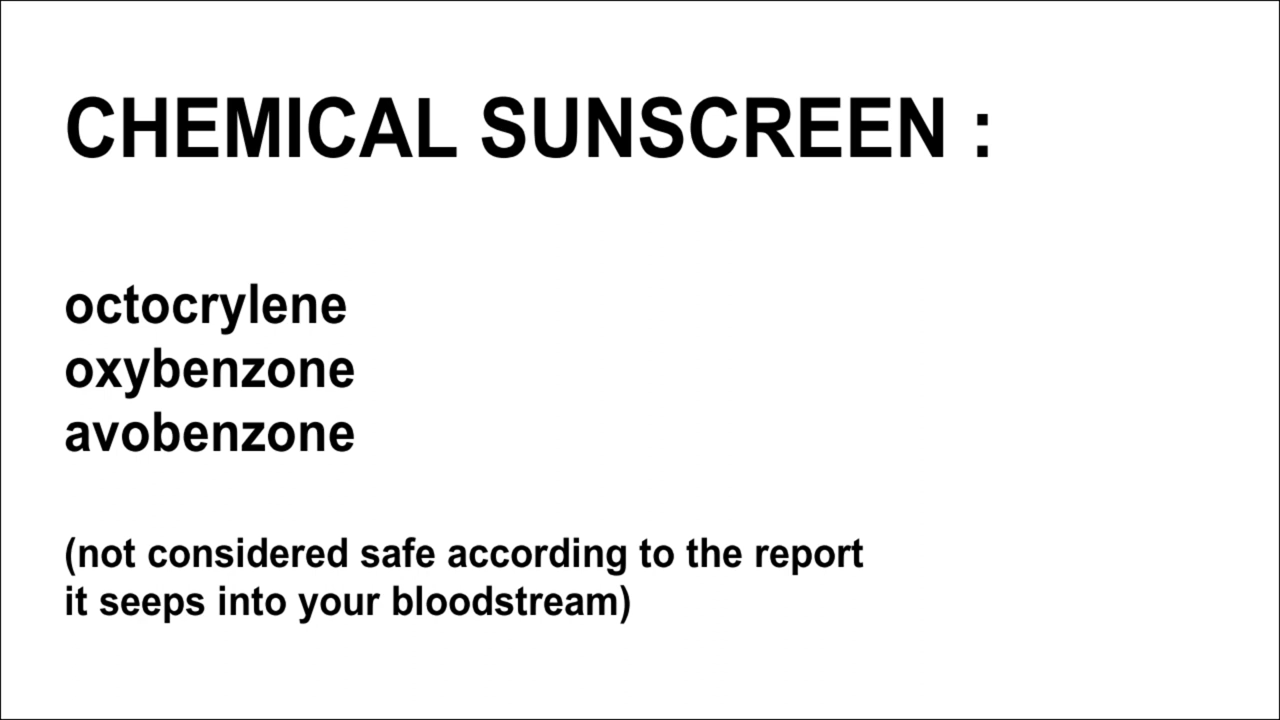 CHEMICAL SUNSCREEN :
octocrylene
oxybenzone
avobenzone
(not considered safe according to the report
it seeps into your bloodstream)